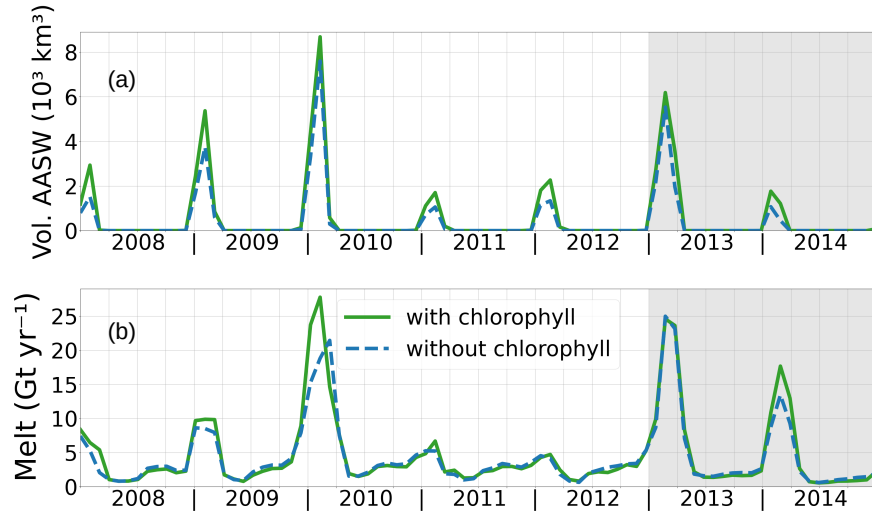 Vol. AASW (10³ km³)
(a)
8
6
4
2
0
| 2008 | 2009 | 2010 | 2011 | 2012 | 2013 | 2014
Melt (Gt yr⁻¹)
(b)
with chlorophyll
without chlorophyll
25
20
15
10
5
0
2008 | 2009 | 2010 | 2011 | 2012 | 2013 | 2014